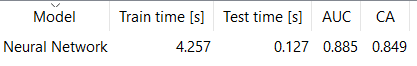 Model Train time [s] Test time [s] AUC CA
Neural Network 4.257 0.127 0.885 0.849